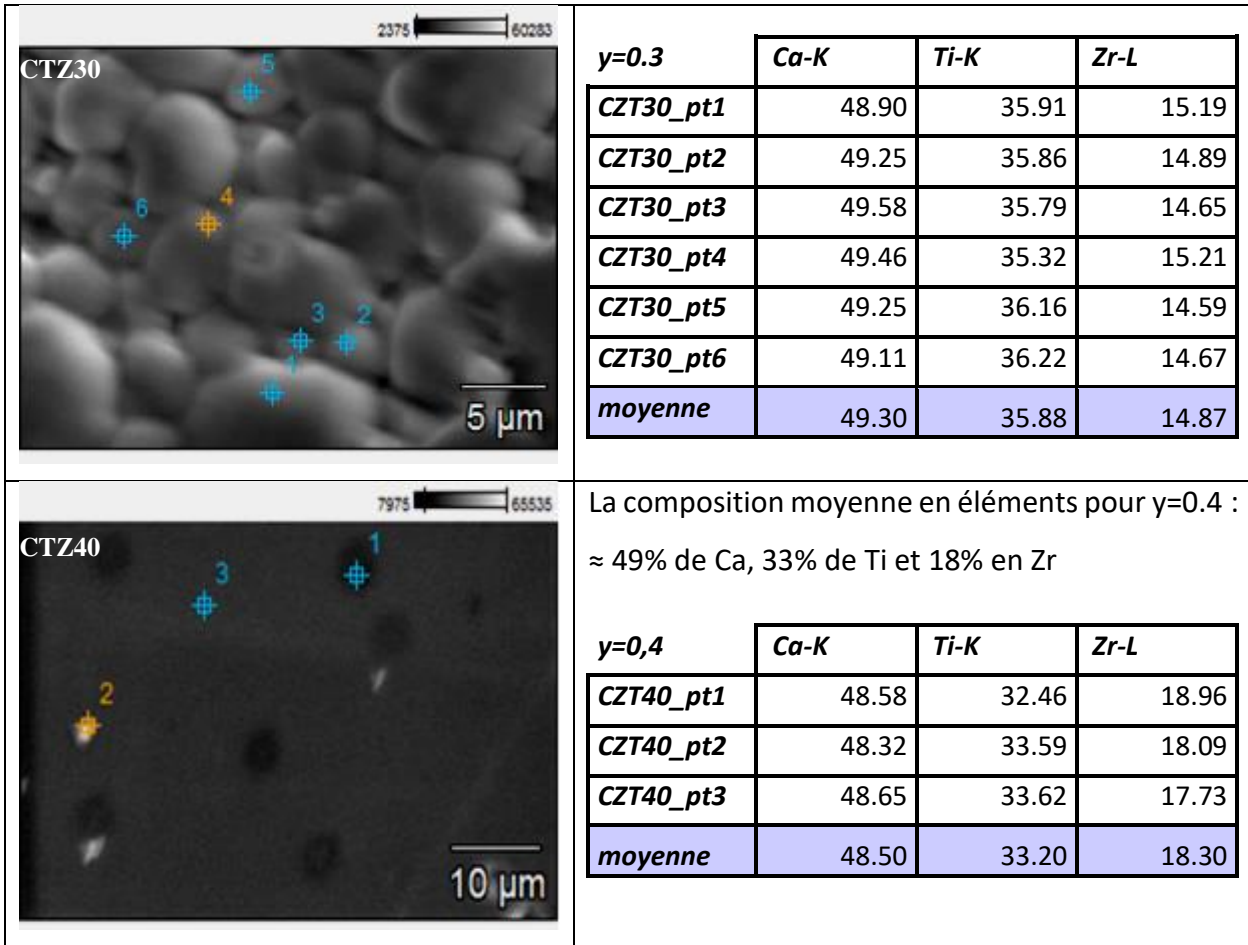 2375 60283
CTZ30
5
4
6
3 2
1
5 µm
y=0.3 Ca-K Ti-K Zr-L
CZT30_pt1 48.90 35.91 15.19
CZT30_pt2 49.25 35.86 14.89
CZT30_pt3 49.58 35.79 14.65
CZT30_pt4 49.46 35.32 15.21
CZT30_pt5 49.25 36.16 14.59
CZT30_pt6 49.11 36.22 14.67
moyenne 49.30 35.88 14.87
7975 65535
CTZ40
1
3
2
10 µm
La composition moyenne en éléments pour y=0.4 :
≈ 49% de Ca, 33% de Ti et 18% en Zr
y=0,4 Ca-K Ti-K Zr-L
CZT40_pt1 48.58 32.46 18.96
CZT40_pt2 48.32 33.59 18.09
CZT40_pt3 48.65 33.62 17.73
moyenne 48.50 33.20 18.30